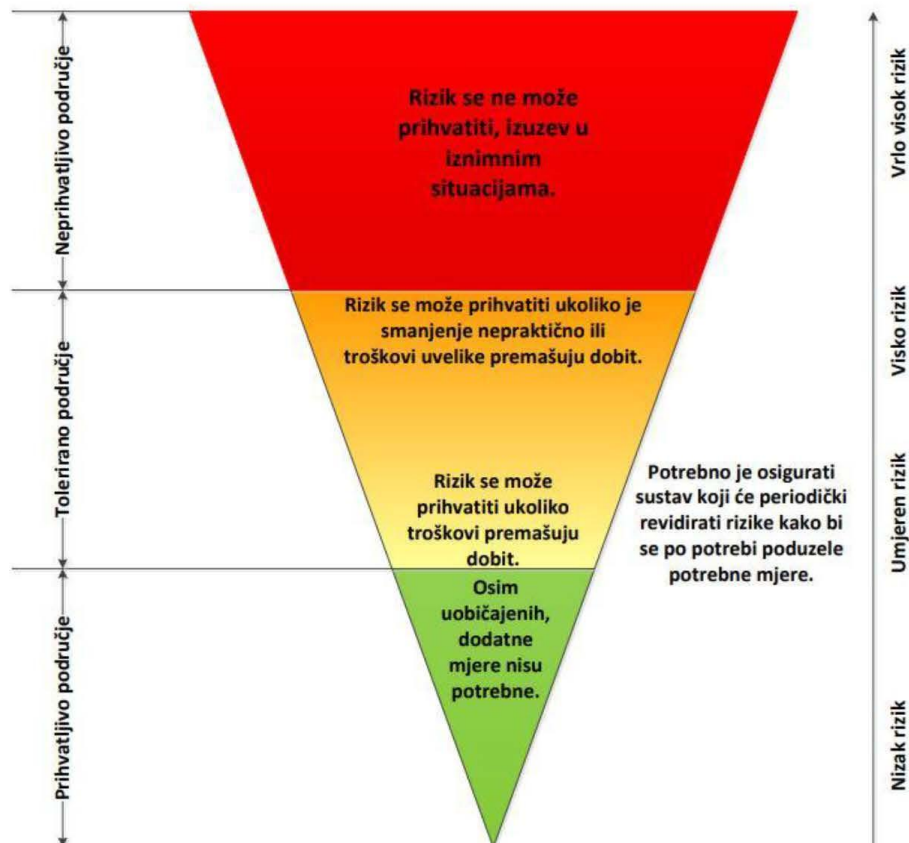 Neprihvatljivo područje
Rizik se ne može
prihvatiti, izuzev u
iznimnim
situacijama.
Vrlo visok rizik
Tolerirano područje
Rizik se može prihvatiti ukoliko je
smanjenje nepraktično ili
troškovi uvelike premašuju dobit.
Visko rizik
Rizik se može
prihvatiti ukoliko
troškovi premašuju
dobit.
Potrebno je osigurati
sustav koji će periodički
revidirati rizike kako bi
se po potrebi poduzele
potrebne mjere.
Umjeren rizik
Prihvatljivo područje
Osim
uobičajenih,
dodatne
mjere nisu
potrebne.
Nizak rizik